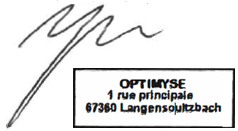 OPTIMYSE
1 rue principale
67360 Langensoultzbach